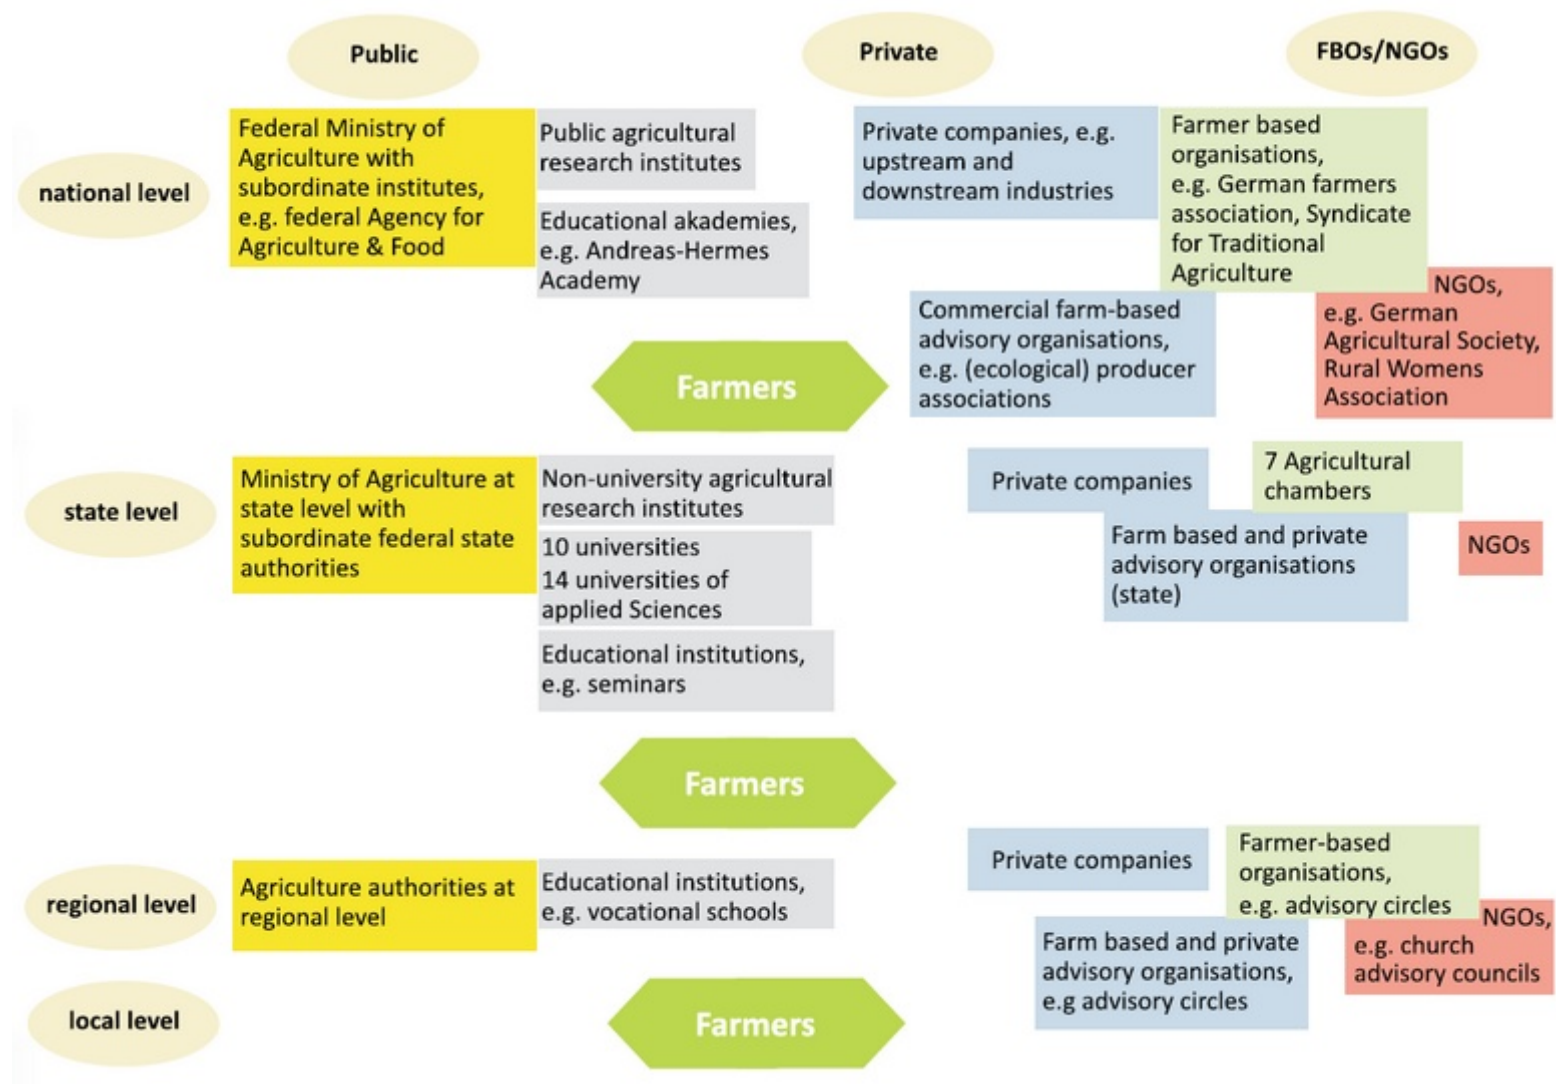 Public
Private
FBOs/NGOs
national level
Federal Ministry of
Agriculture with
subordinate institutes,
e.g. federal Agency for
Agriculture & Food
Public agricultural
research institutes
Educational akademies,
e.g. Andreas-Hermes
Academy
Private companies, e.g.
upstream and
downstream industries
Farmer based
organisations,
e.g. German farmers
association, Syndicate
for Traditional
Agriculture
Commercial farm-based
advisory organisations,
e.g. (ecological) producer
associations
NGOs,
e.g. German
Agricultural Society,
Rural Womens
Association
Farmers
state level
Ministry of Agriculture at
state level with
subordinate federal state
authorities
Non-university agricultural
research institutes
10 universities
14 universities of
applied Sciences
Educational institutions,
e.g. seminars
Private companies
7 Agricultural
chambers
Farm based and private
advisory organisations
(state)
NGOs
Farmers
regional level
Agriculture authorities at
regional level
Educational institutions,
e.g. vocational schools
Private companies
Farmer-based
organisations,
e.g. advisory circles
Farm based and private
advisory organisations,
e.g advisory circles
NGOs,
e.g. church
advisory councils
local level
Farmers